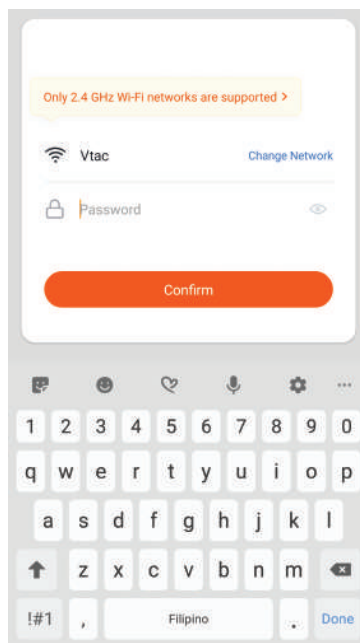 Only 2.4 GHz Wi-Fi networks are supported >
Vtac Change Network
Password
Confirm
1 2 3 4 5 6 7 8 9 0
q w e r t y u i o p
a s d f g h j k l
z x c v b n m
!#1 , Filipino . Done